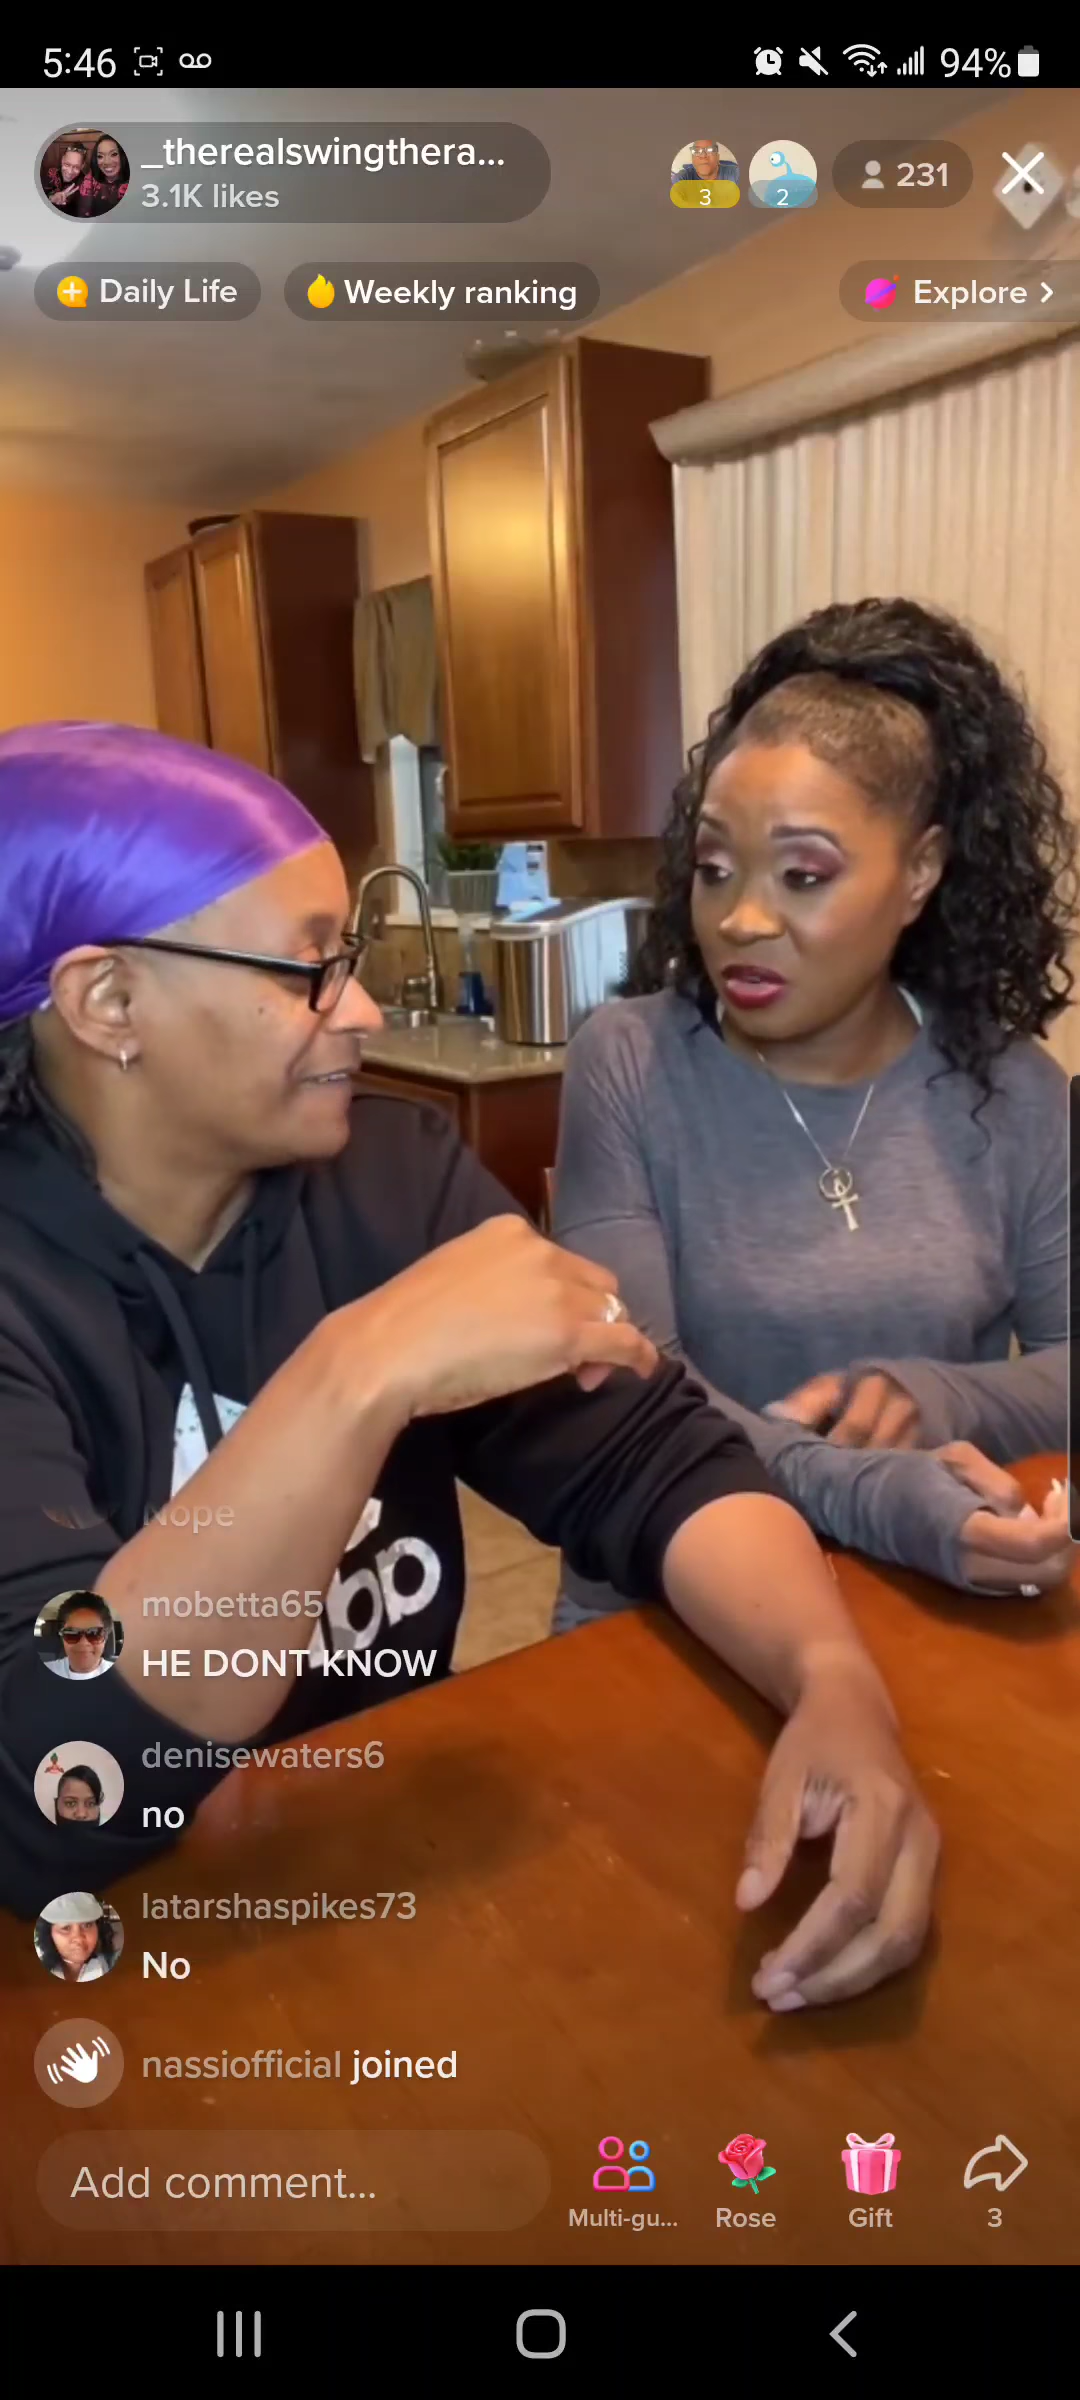 5:46
94%
_therealswingthera...
3.1K likes
3
2
231
Daily Life
Weekly ranking
Explore >
Nope
mobetta65
HE DONT KNOW
denisewaters6
no
latarshaspikes73
No
nassiofficial joined
Add comment...
Multi-gu...
Rose
Gift
3